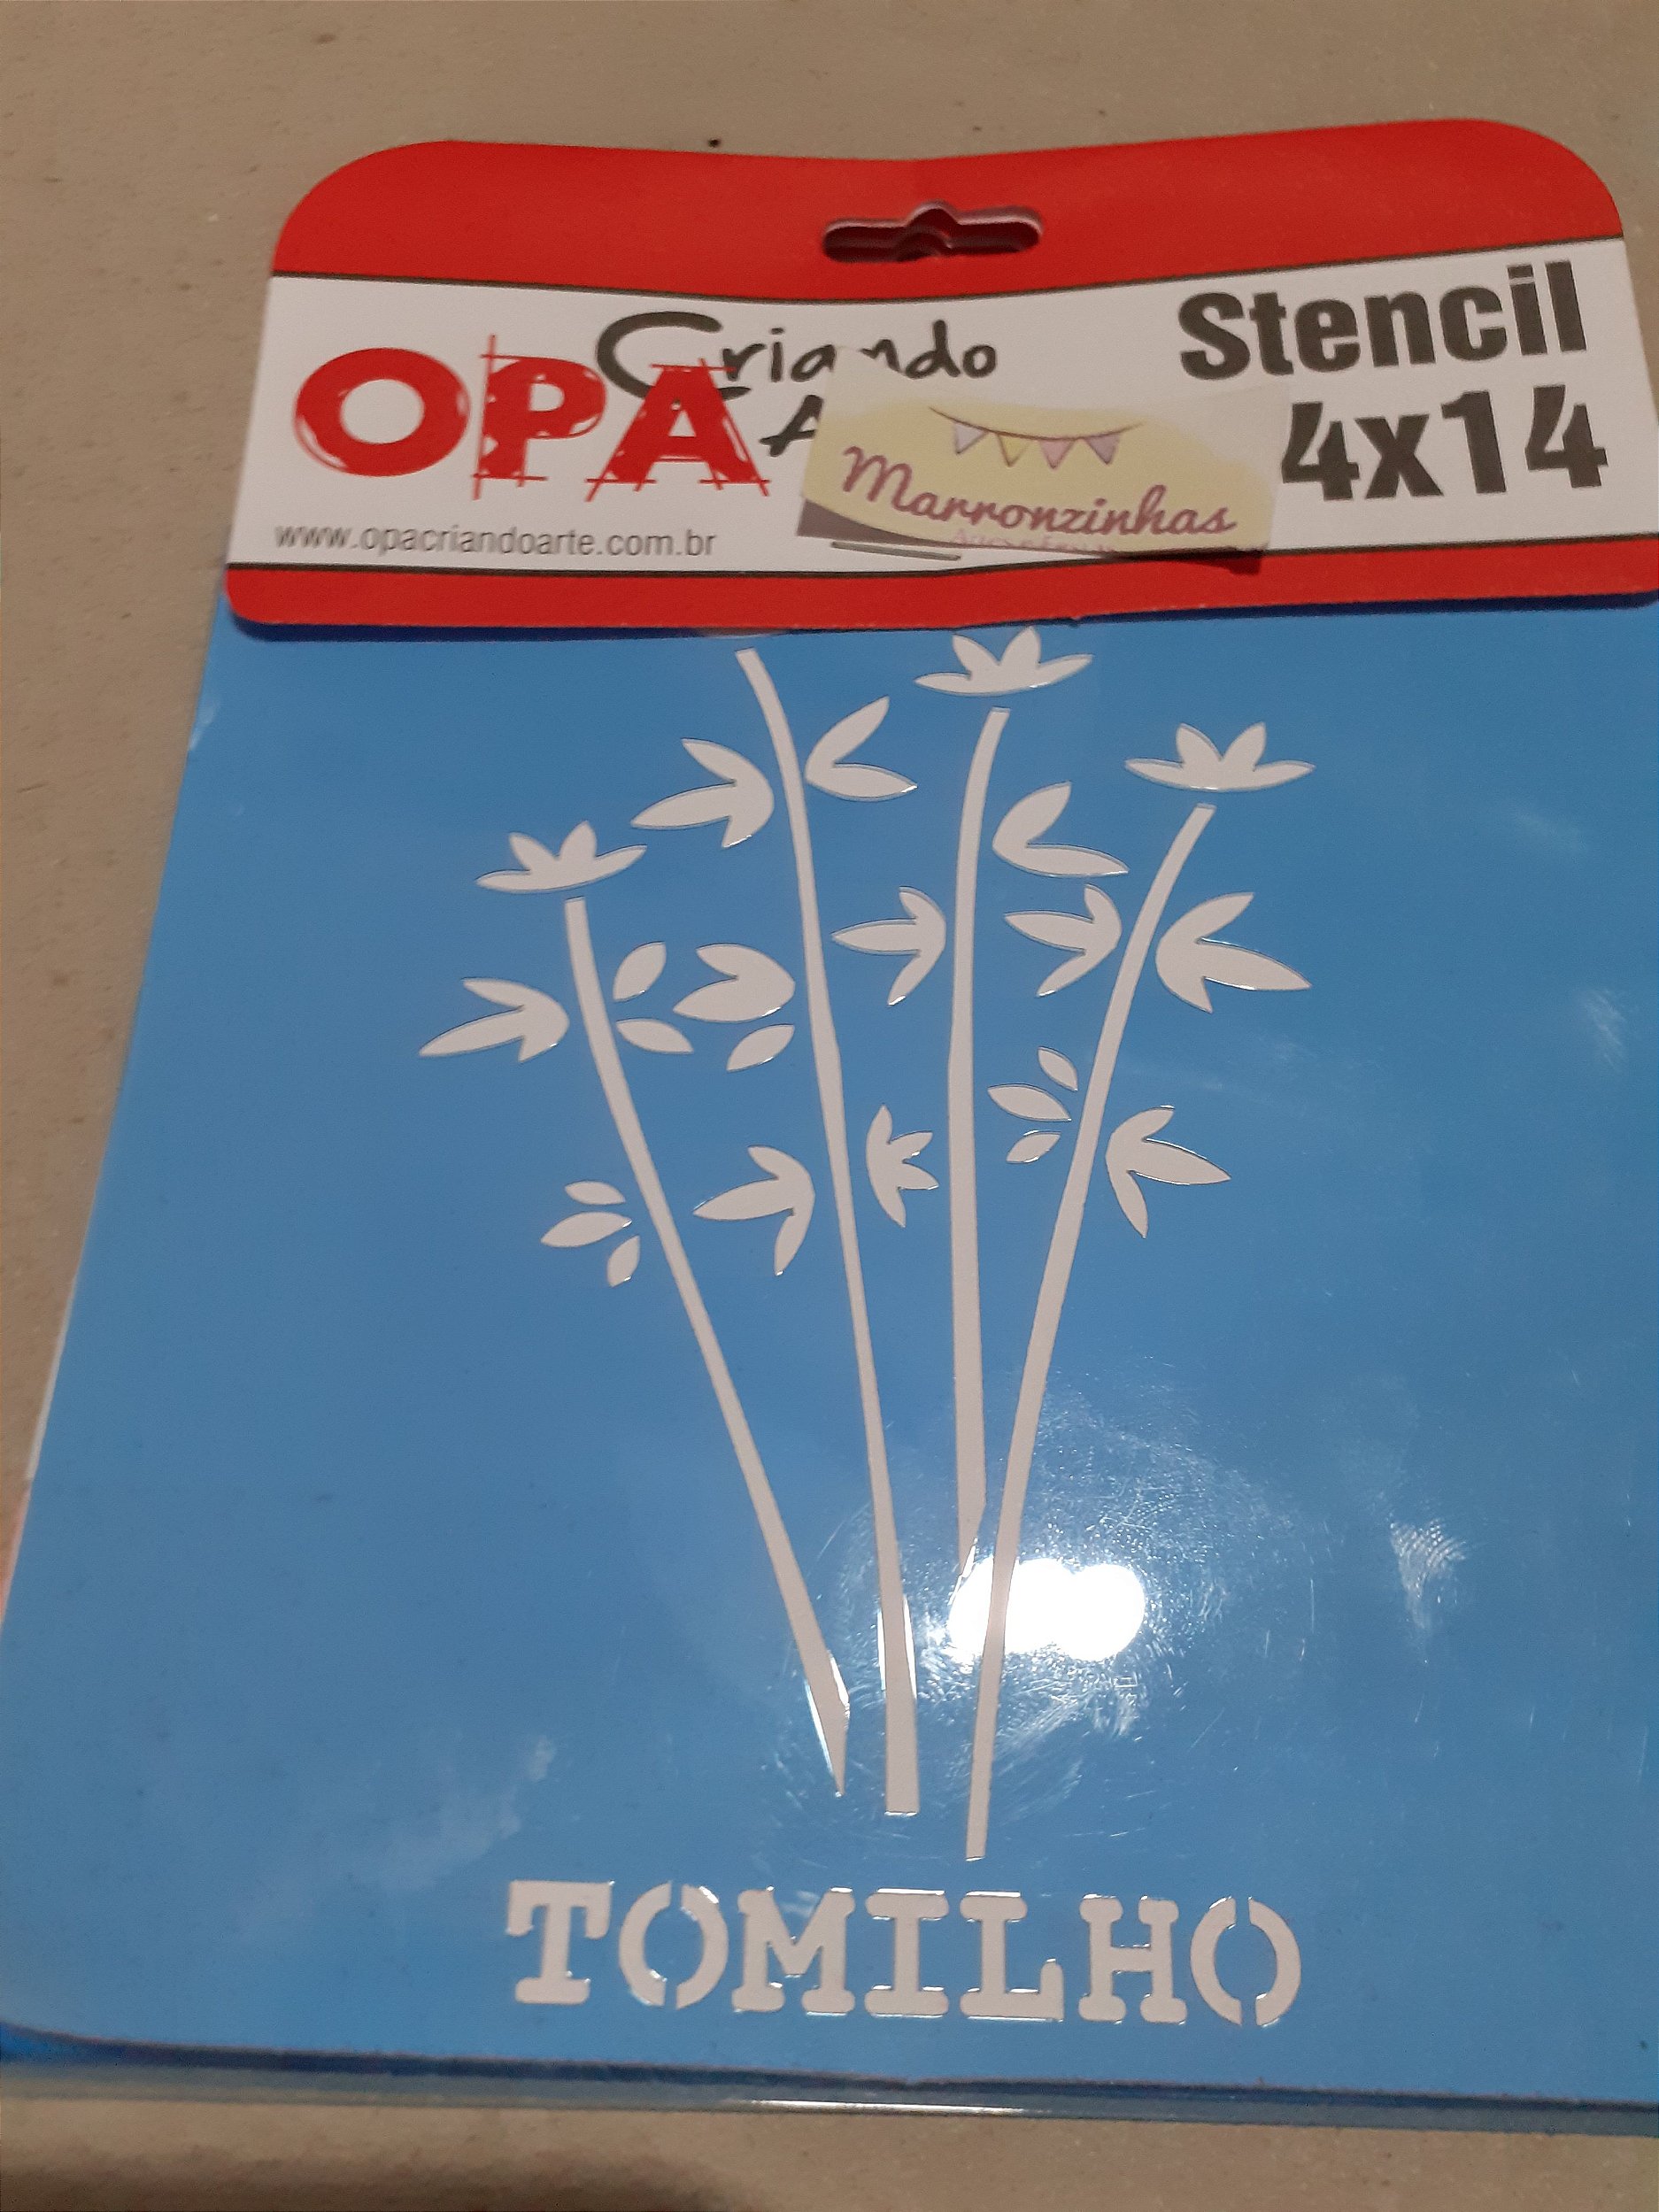 Criando
OPA
Stencil
4x14
Marronzinhas
www.opacriandoarte.com.br
TOMILHO